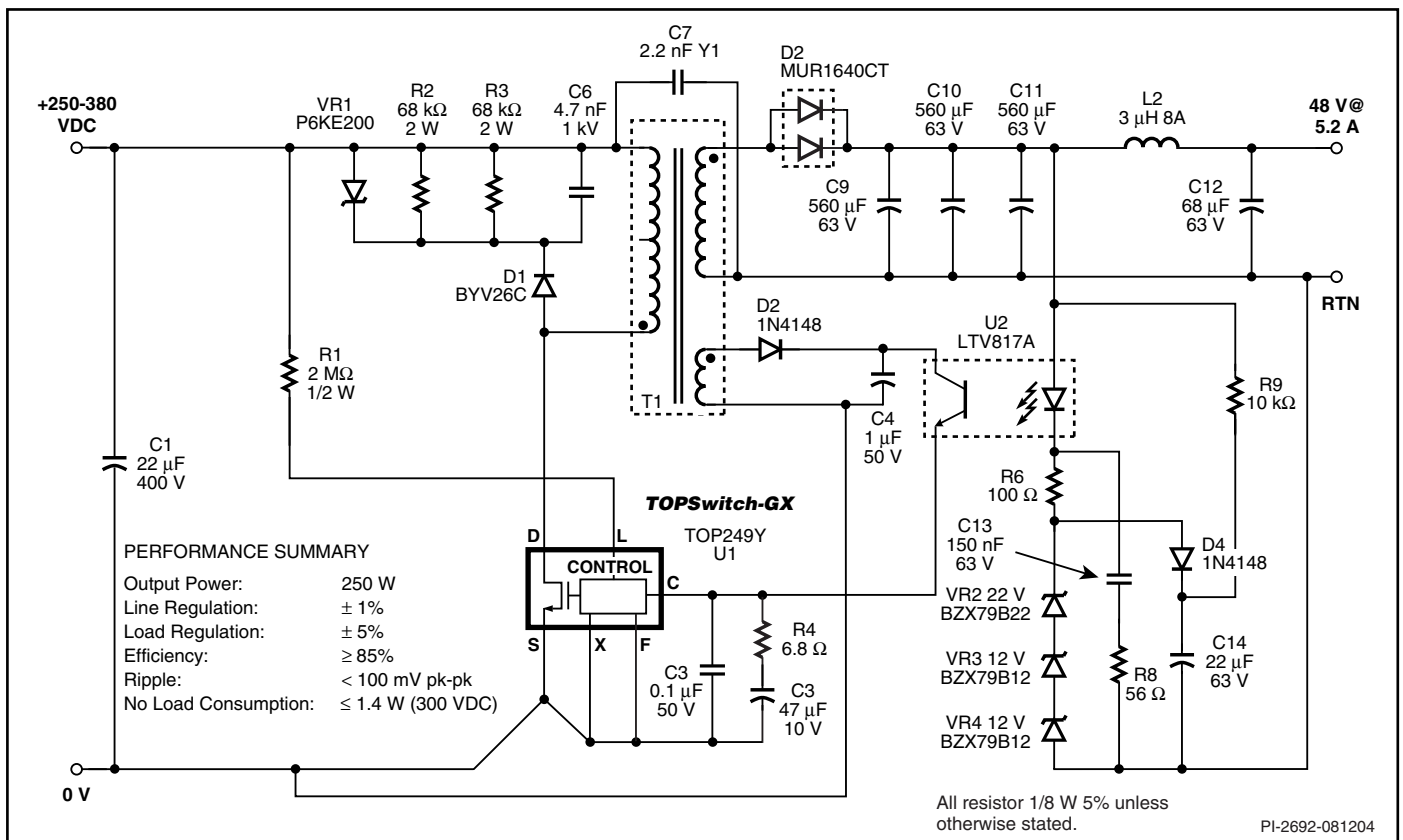 C7
2.2 nF Y1
D2
MUR1640CT
+250-380
VDC
VR1
P6KE200
R2
68 kΩ
2 W
R3
68 kΩ
2 W
C6
4.7 nF
1 kV
C10
560 µF
63 V
C11
560 µF
63 V
L2
3 µH 8A
48 V@
5.2 A
C9
560 µF
63 V
C12
68 µF
63 V
D1
BYV26C
RTN
D2
1N4148
U2
LTV817A
R1
2 MΩ
1/2 W
T1
C4
1 µF
50 V
R9
10 kΩ
C1
22 µF
400 V
R6
100 Ω
TOPSwitch-GX
TOP249Y
U1
D
L
CONTROL
C
S
X
F
C13
150 nF
63 V
D4
1N4148
VR2 22 V
BZX79B22
R4
6.8 Ω
C3
0.1 µF
50 V
C3
47 µF
10 V
VR3 12 V
BZX79B12
R8
56 Ω
C14
22 µF
63 V
VR4 12 V
BZX79B12
PERFORMANCE SUMMARY
Output Power: 250 W
Line Regulation: ± 1%
Load Regulation: ± 5%
Efficiency: ≥ 85%
Ripple: < 100 mV pk-pk
No Load Consumption: ≤ 1.4 W (300 VDC)
0 V
All resistor 1/8 W 5% unless
otherwise stated.
PI-2692-081204